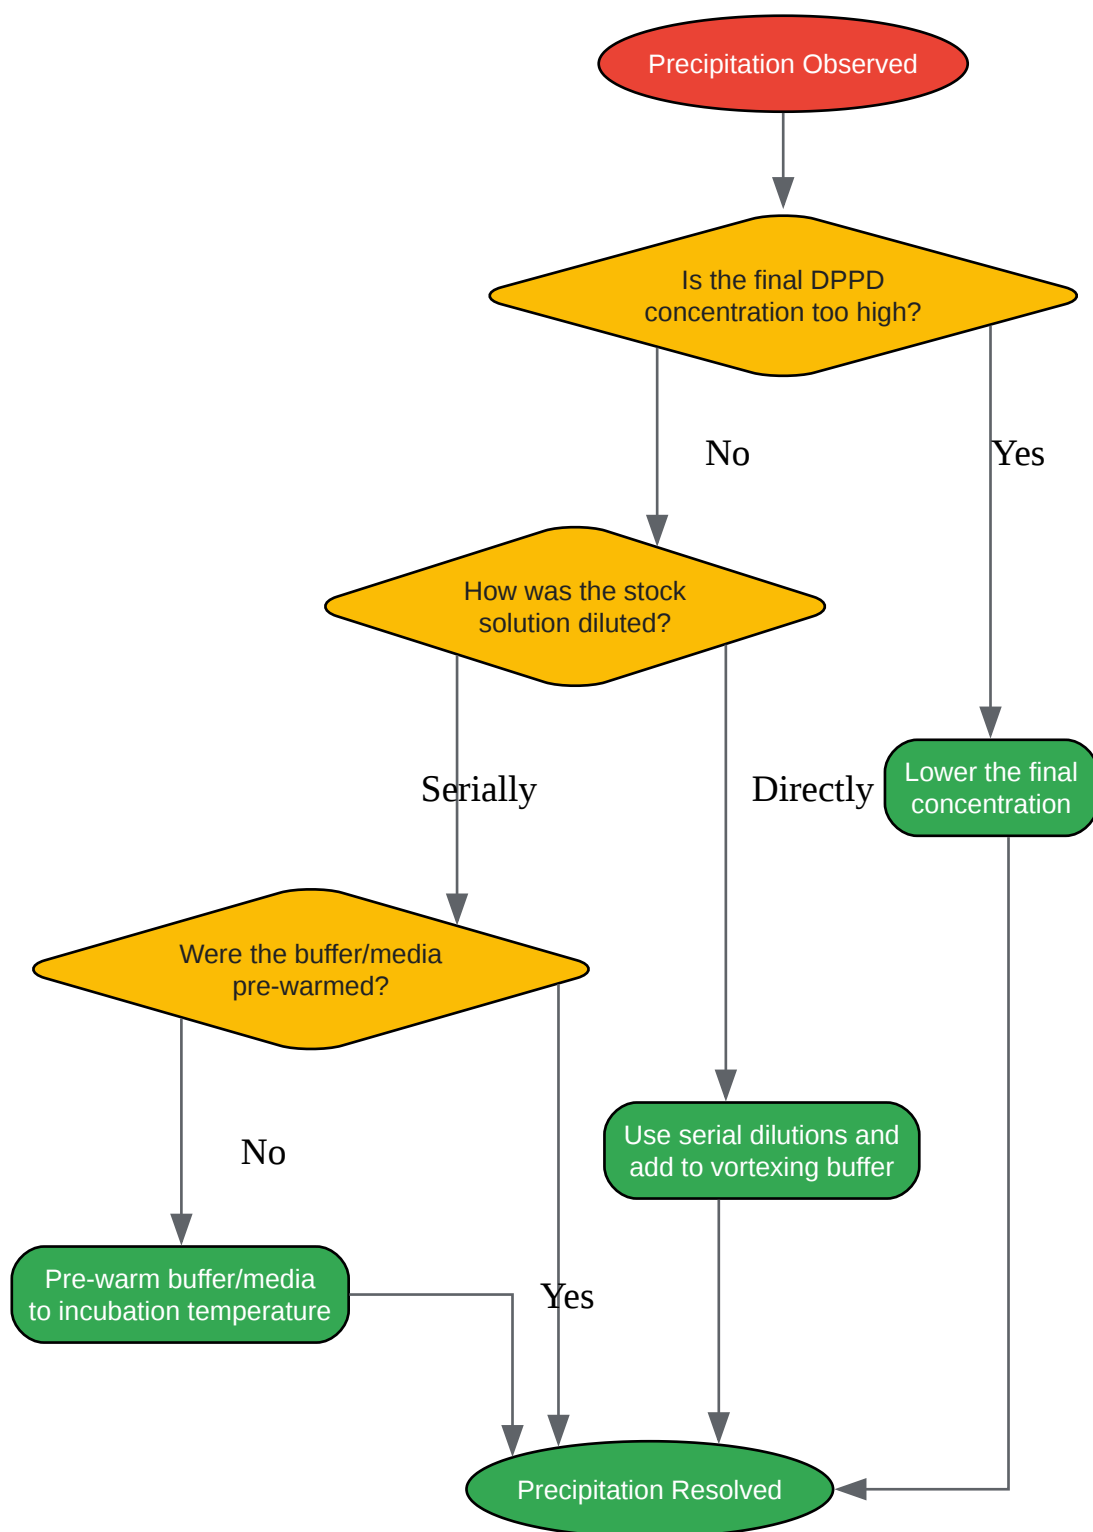 Precipitation Observed
Is the final DPPD
concentration too high?
No
Yes
How was the stock
solution diluted?
Lower the final
concentration
Serially
Directly
Were the buffer/media
pre-warmed?
Use serial dilutions and
add to vortexing buffer
No
Pre-warm buffer/media
to incubation temperature
Yes
Precipitation Resolved